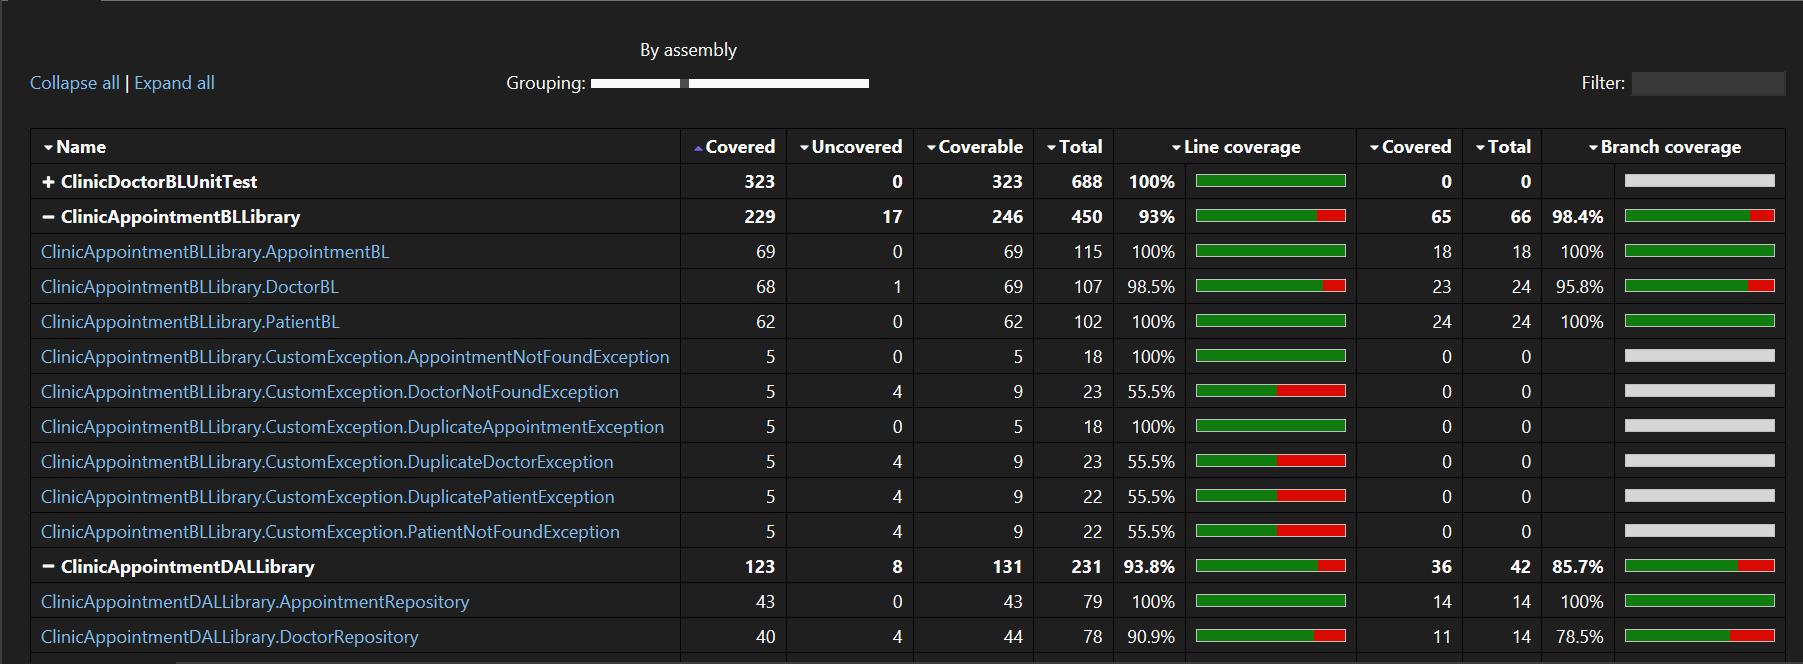 By assembly
Collapse all | Expand all Grouping: Filter:
Name Covered Uncovered Coverable Total Line coverage Covered Total Branch coverage
+ ClinicDoctorBLUnitTest 323 0 323 688 100% 0 0
− ClinicAppointmentBLLibrary 229 17 246 450 93% 65 66 98.4%
ClinicAppointmentBLLibrary.AppointmentBL 69 0 69 115 100% 18 18 100%
ClinicAppointmentBLLibrary.DoctorBL 68 1 69 107 98.5% 23 24 95.8%
ClinicAppointmentBLLibrary.PatientBL 62 0 62 102 100% 24 24 100%
ClinicAppointmentBLLibrary.CustomException.AppointmentNotFoundException 5 0 5 18 100% 0 0
ClinicAppointmentBLLibrary.CustomException.DoctorNotFoundException 5 4 9 23 55.5% 0 0
ClinicAppointmentBLLibrary.CustomException.DuplicateAppointmentException 5 0 5 18 100% 0 0
ClinicAppointmentBLLibrary.CustomException.DuplicateDoctorException 5 4 9 23 55.5% 0 0
ClinicAppointmentBLLibrary.CustomException.DuplicatePatientException 5 4 9 22 55.5% 0 0
ClinicAppointmentBLLibrary.CustomException.PatientNotFoundException 5 4 9 22 55.5% 0 0
− ClinicAppointmentDALLibrary 123 8 131 231 93.8% 36 42 85.7%
ClinicAppointmentDALLibrary.AppointmentRepository 43 0 43 79 100% 14 14 100%
ClinicAppointmentDALLibrary.DoctorRepository 40 4 44 78 90.9% 11 14 78.5%